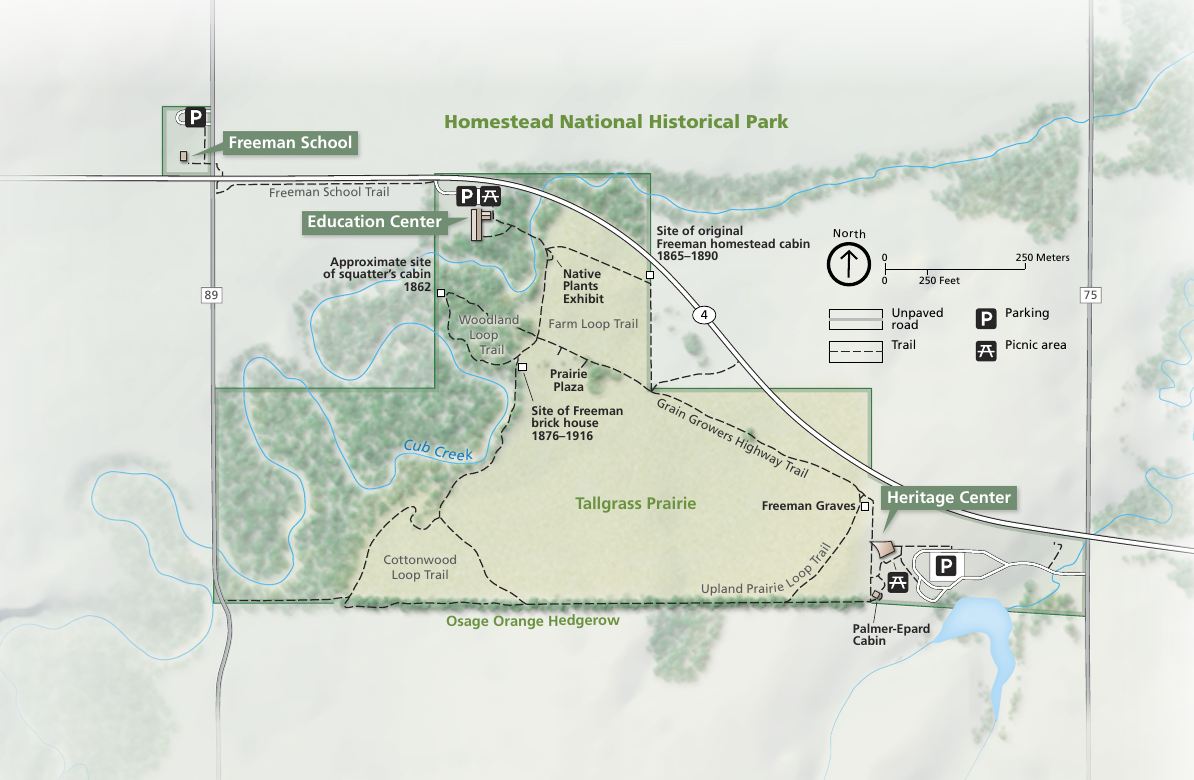 P
Homestead National Historical Park
Freeman School
Freeman School Trail
P
Education Center
Site of original
Freeman homestead cabin
1865–1890
North
0
250 Meters
0
250 Feet
Approximate site
of squatter's cabin
1862
Native
Plants
Exhibit
89
75
4
Unpaved
road
P
Parking
Trail
Picnic area
Woodland
Loop
Trail
Farm Loop Trail
Prairie
Plaza
Site of Freeman
brick house
1876–1916
Grain Growers Highway Trail
Cub Creek
Tallgrass Prairie
Freeman Graves
Heritage Center
Cottonwood
Loop Trail
Upland Prairie Loop Trail
P
Osage Orange Hedgerow
Palmer-Epard
Cabin